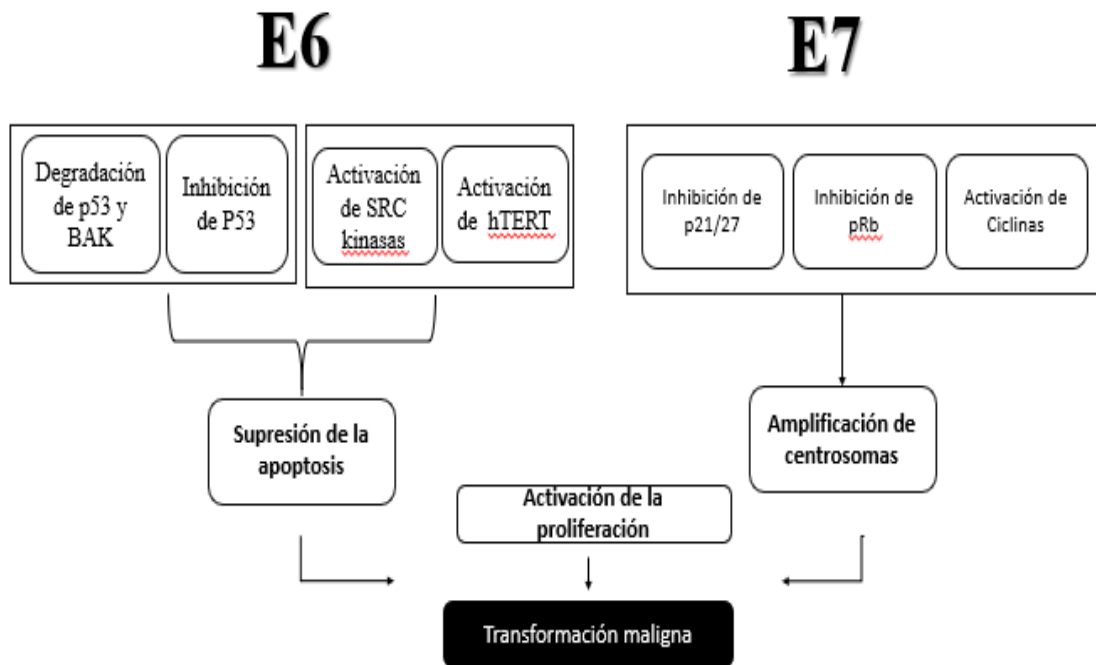 E6
E7
Degradación
de p53 y
BAK
Inhibición
de P53
Activación
de SRC
kinasas
Activación
de hTERT
Inhibición de
p21/27
Inhibición de
pRb
Activación de
Ciclinas
Supresión de la
apoptosis
Amplificación de
centrosomas
Activación de la
proliferación
Transformación maligna